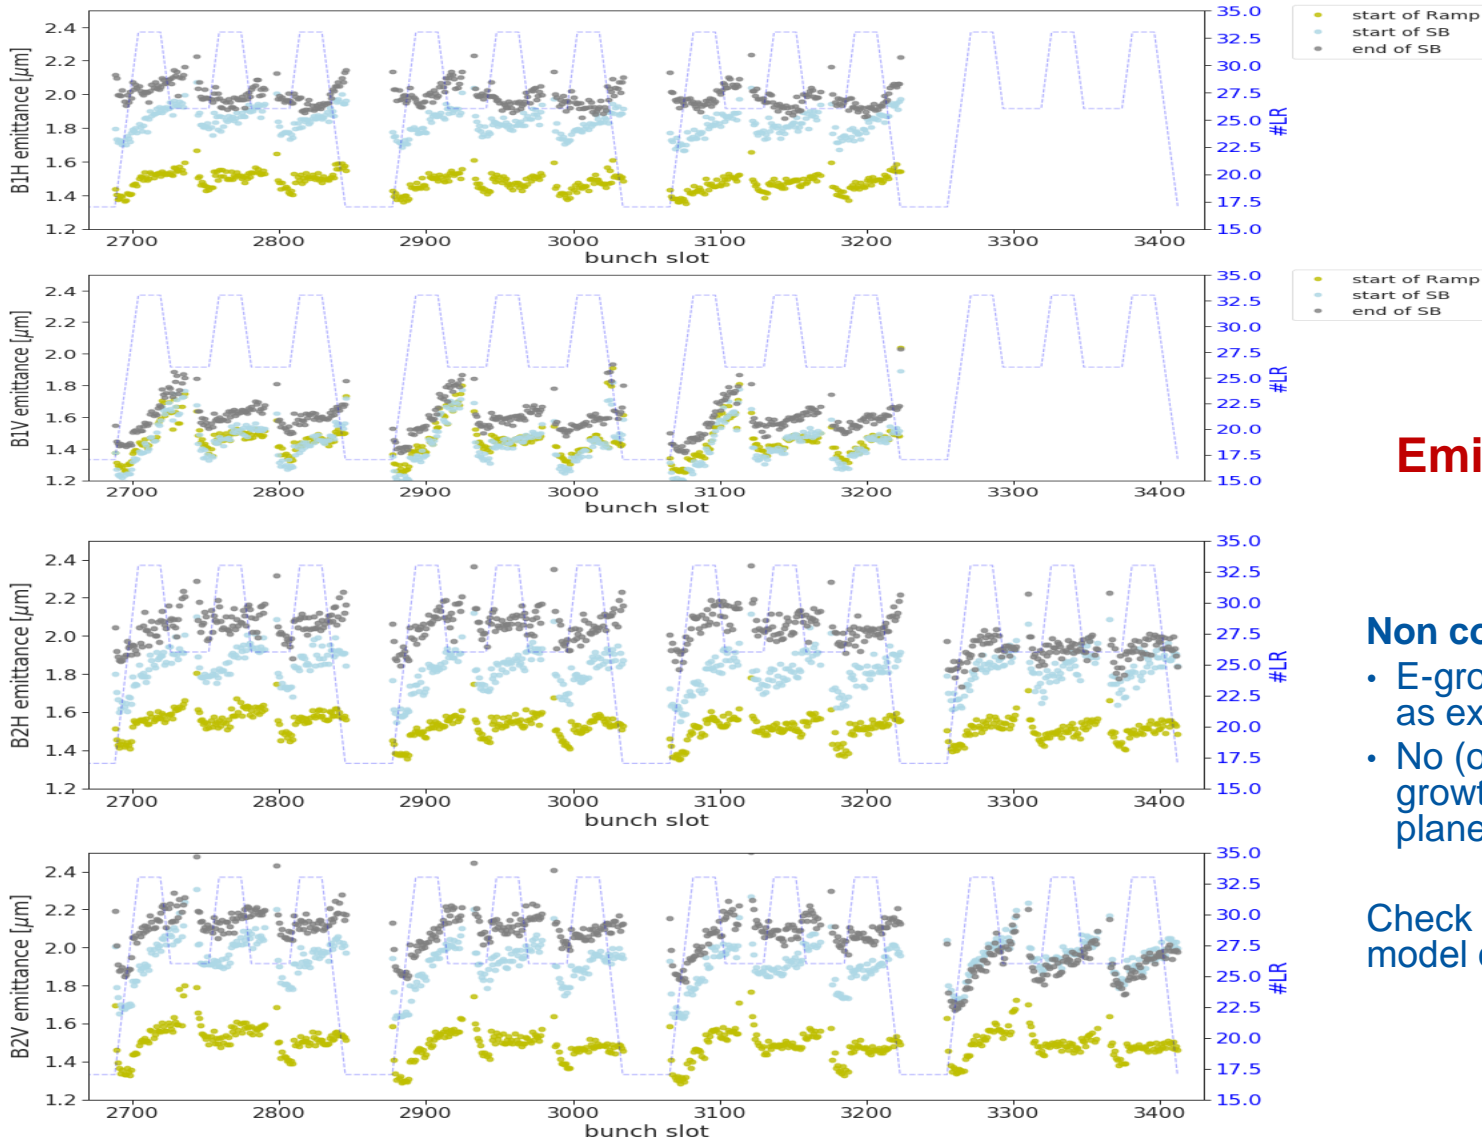 B1H emittance [μm]
2.4
2.2
2.0
1.8
1.6
1.4
1.2
2700 2800 2900 3000 3100 3200 3300 3400
bunch slot
35.0
32.5
30.0
27.5
25.0
22.5
20.0
17.5
15.0
#LR
start of Ramp
start of SB
end of SB
B1V emittance [μm]
2.4
2.2
2.0
1.8
1.6
1.4
1.2
2700 2800 2900 3000 3100 3200 3300 3400
bunch slot
35.0
32.5
30.0
27.5
25.0
22.5
20.0
17.5
15.0
#LR
start of Ramp
start of SB
end of SB
B2H emittance [μm]
2.4
2.2
2.0
1.8
1.6
1.4
1.2
2700 2800 2900 3000 3100 3200 3300 3400
bunch slot
35.0
32.5
30.0
27.5
25.0
22.5
20.0
17.5
15.0
#LR
B2V emittance [μm]
2.4
2.2
2.0
1.8
1.6
1.4
1.2
2700 2800 2900 3000 3100 3200 3300 3400
bunch slot
35.0
32.5
30.0
27.5
25.0
22.5
20.0
17.5
15.0
#LR
Emi
Non co
• E-gro
as ex
• No (o
growt
plane
Check
model